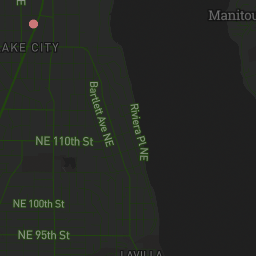 E
Manitou
AKE CITY
Bartlett Ave NE
Riviera Pl NE
NE 110th St
NE 100th St
NE 95th St
LAVILLA